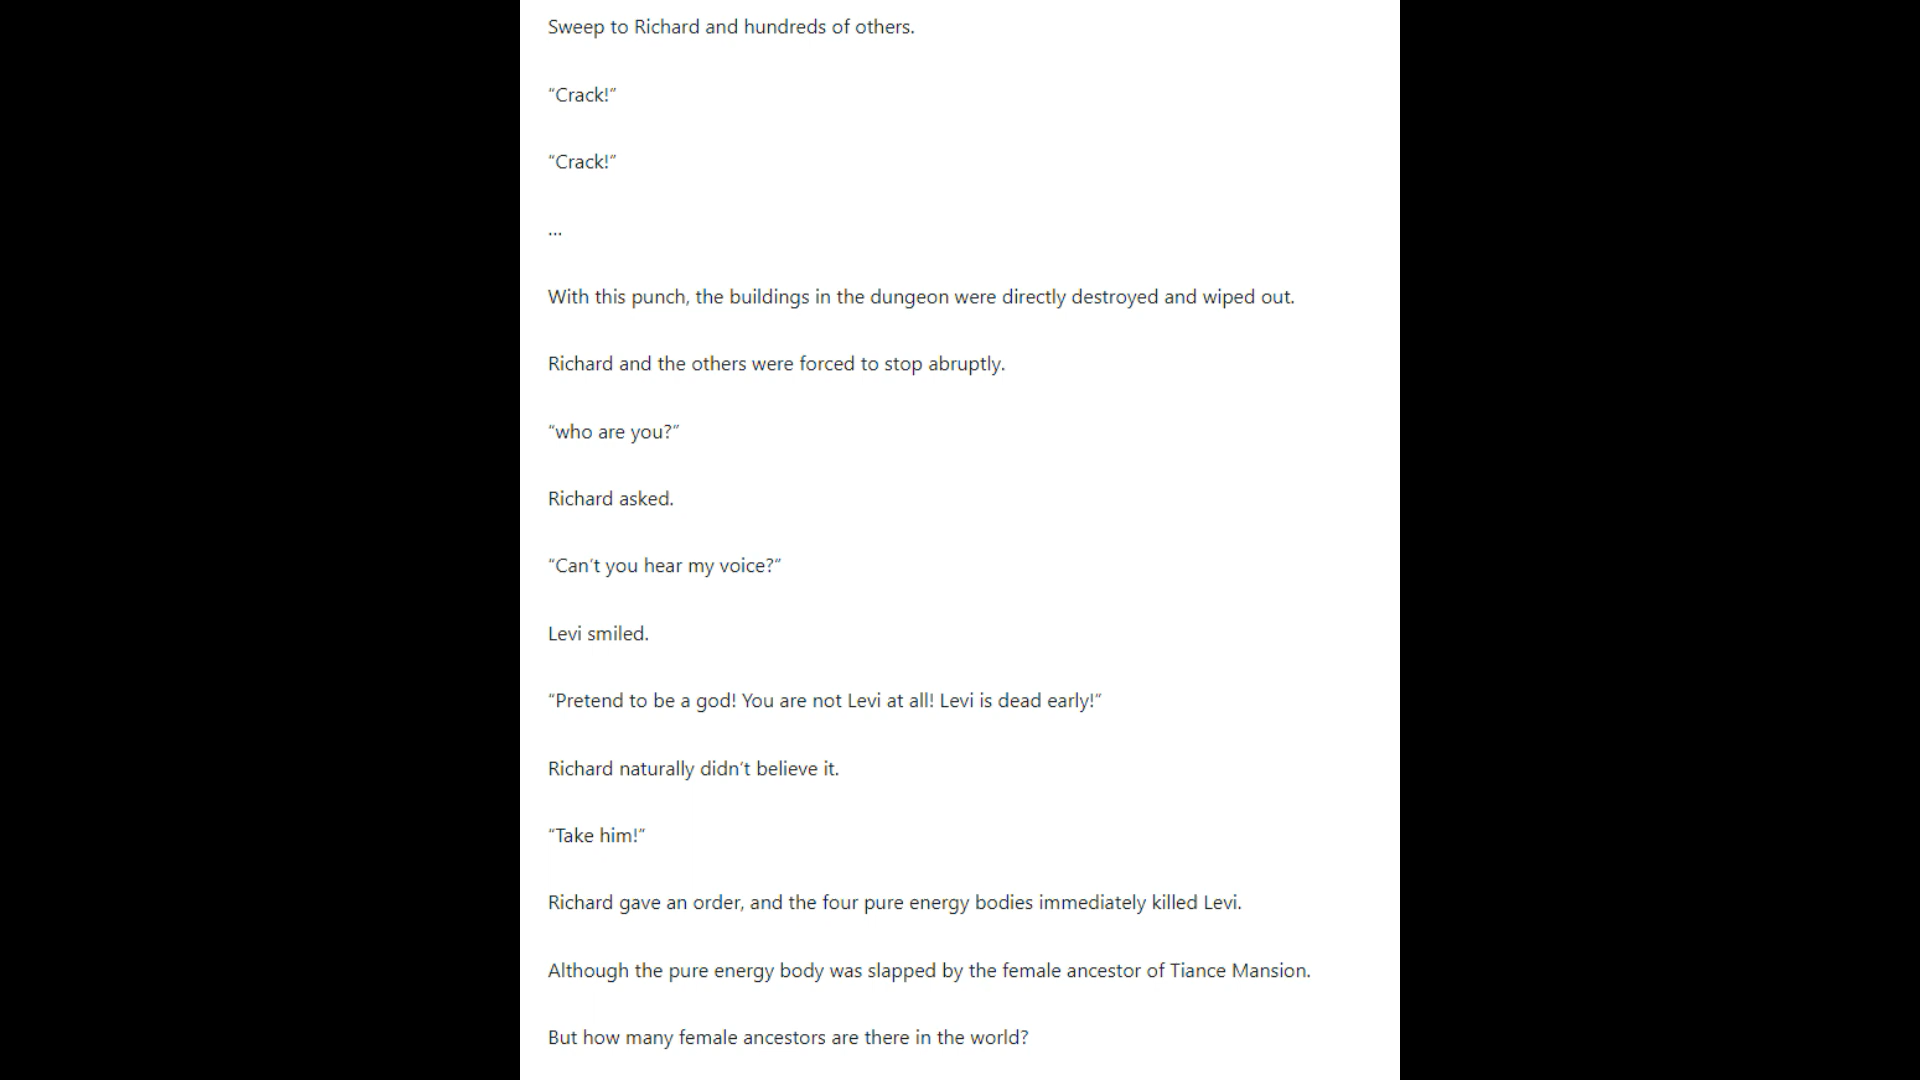 Sweep to Richard and hundreds of others.
“Crack!”
“Crack!”
...
With this punch, the buildings in the dungeon were directly destroyed and wiped out.
Richard and the others were forced to stop abruptly.
“who are you?”
Richard asked.
“Can’t you hear my voice?”
Levi smiled.
“Pretend to be a god! You are not Levi at all! Levi is dead early!”
Richard naturally didn’t believe it.
“Take him!”
Richard gave an order, and the four pure energy bodies immediately killed Levi.
Although the pure energy body was slapped by the female ancestor of Tiance Mansion.
But how many female ancestors are there in the world?